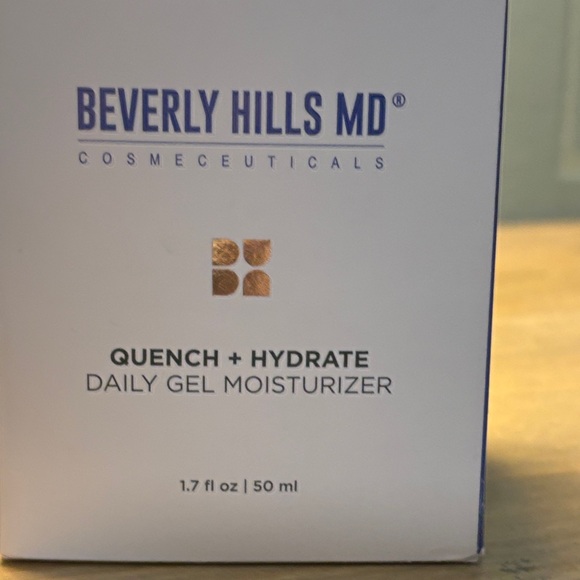 BEVERLY HILLS MD®
COSMECEUTICALS
QUENCH + HYDRATE
DAILY GEL MOISTURIZER
1.7 fl oz | 50 ml